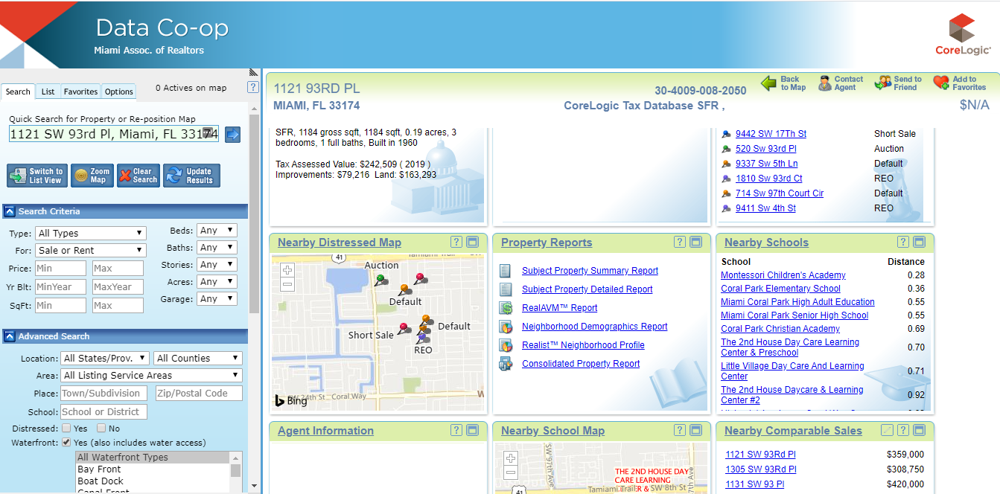 Data Co-op
Miami Assoc. of Realtors
CoreLogic
Search
List
Favorites
Options
0 Actives on map
?
Quick Search for Property or Re-position Map
1121 SW 93rd Pl, Miami, FL 33174
Switch to
List View
Zoom
Map
Clear
Search
Update
Results
Search Criteria
Type: All Types
Beds: Any
For: Sale or Rent
Baths: Any
Price: Min Max
Stories: Any
Yr Blt: MinYear MaxYear
Acres: Any
SqFt: Min Max
Garage: Any
Advanced Search
Location: All States/Prov. All Counties
Area: All Listing Service Areas
Place: Town/Subdivision Zip/Postal Code
School: School or District
Distressed: Yes No
Waterfront: Yes (also includes water access)
All Waterfront Types
Bay Front
Boat Dock
Canal Front
1121 93RD PL
MIAMI, FL 33174
30-4009-008-2050
CoreLogic Tax Database SFR ,
Back
to Map
Contact
Agent
Send to
Friend
Add to
Favorites
$N/A
SFR, 1184 gross sqft, 1184 sqft, 0.19 acres, 3
bedrooms, 1 full baths, Built in 1960
Tax Assessed Value: $242,509 ( 2019 )
Improvements: $79,216 Land: $163,293
9442 SW 17Th St Short Sale
520 Sw 93rd Pl Auction
9337 Sw 5th Ln Default
1810 Sw 93rd Ct REO
714 Sw 97th Court Cir Default
9411 Sw 4th St REO
Nearby Distressed Map ?
Tamiami Trail
41
Auction
Default
Default
Short Sale
REO
SW 24th St Coral Way
W
Bing
Property Reports ?
Subject Property Summary Report
Subject Property Detailed Report
RealAVM™ Report
Neighborhood Demographics Report
Realist™ Neighborhood Profile
Consolidated Property Report
Nearby Schools ?
School Distance
Montessori Children's Academy 0.28
Coral Park Elementary School 0.36
Miami Coral Park High Adult Education 0.55
Miami Coral Park Senior High School 0.55
Coral Park Christian Academy 0.69
The 2nd House Day Care Learning
Center & Preschool 0.70
Little Village Day Care And Learning
Center 0.71
The 2nd House Daycare & Learning
Center #2 0.92
Agent Information ?
Nearby School Map ?
SW 97th Ave
THE 2ND HOUSE DAY
CARE LEARNING
Tamiami Trail SW 8th St
7th Ave
41
Nearby Comparable Sales ?
1121 SW 93Rd Pl $359,000
1305 SW 93Rd Pl $308,750
1131 SW 93 Pl $420,000